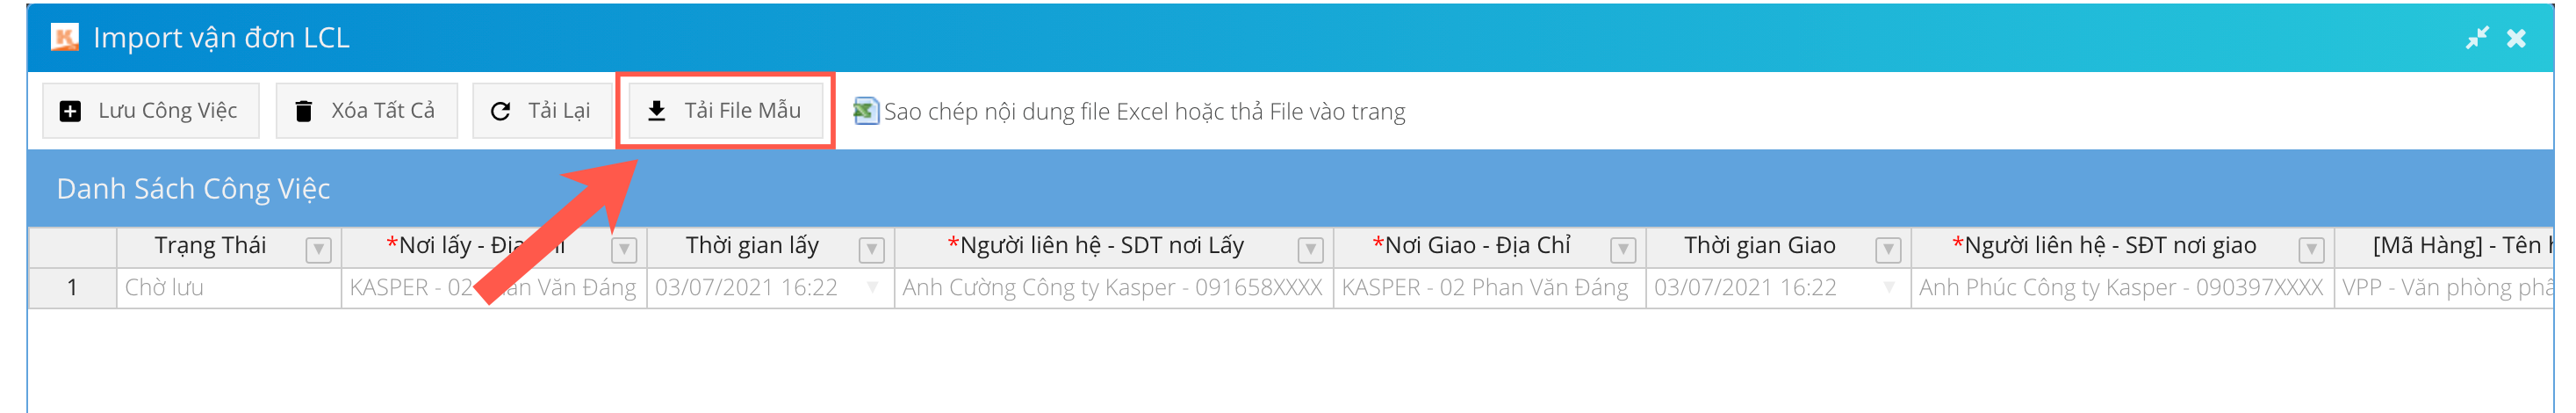 K Import vận đơn LCL
Lưu Công Việc Xóa Tất Cả Tải Lại Tải File Mẫu Sao chép nội dung file Excel hoặc thả File vào trang
Danh Sách Công Việc
Trạng Thái *Nơi lấy - Địa Thời gian lấy *Người liên hệ - SDT nơi Lấy *Nơi Giao - Địa Chỉ Thời gian Giao *Người liên hệ - SĐT nơi giao [Mã Hàng] - Tên
1 Chờ lưu KASPER - 02 Văn Đáng 03/07/2021 16:22 Anh Cường Công ty Kasper - 091658XXXX KASPER - 02 Phan Văn Đáng 03/07/2021 16:22 Anh Phúc Công ty Kasper - 090397XXXX VPP - Văn phòng